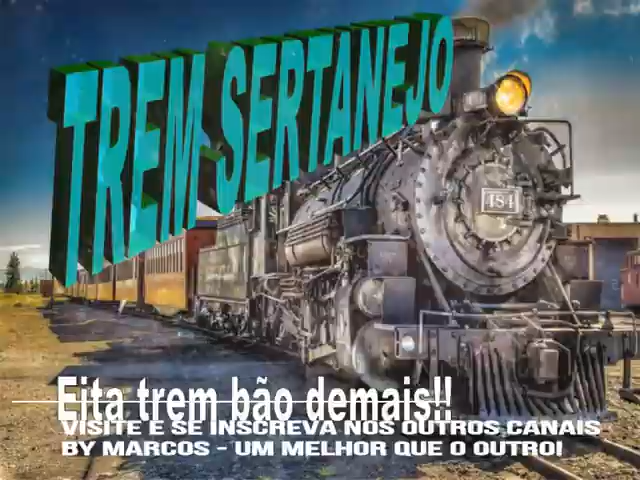 TREM SERTANEJO
484
Eita trem bão demais!!
VISITE E SE INSCREVA NOS OUTROS CANAIS
BY MARCOS - UM MELHOR QUE O OUTRO!